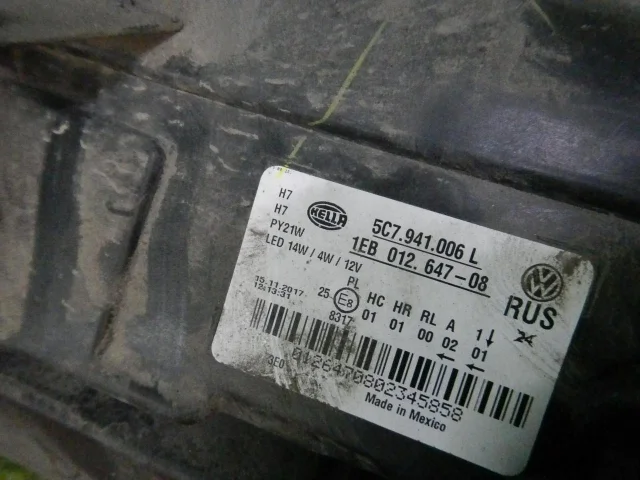 H7
H7
PY21W
LED 14W / 4W / 12V
HELLA
5C7.941.006 L
1EB 012.647-08
RUS
15.11.2017
12:13:31
PL
25 E8
8317
HC HR RL A 1↓
01 01 00 02 01
← ←
Made in Mexico